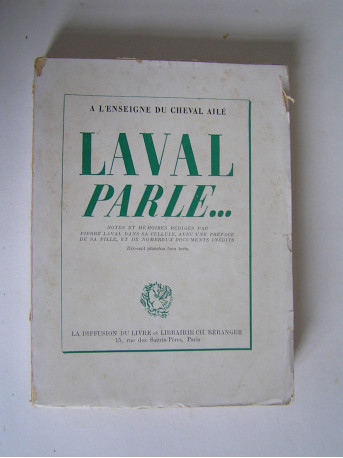 A L'ENSEIGNE DU CHEVAL AILÉ
LAVAL
PARLE...
NOTES ET MÉMOIRES RÉDIGÉS PAR
PIERRE LAVAL DANS SA CELLULE, AVEC UNE PRÉFACE
DE SA FILLE, ET DE NOMBREUX DOCUMENTS INÉDITS
hors texte.
LA DIFFUSION DU LIVRE et LIBRAIRIE CH. BÉRANGER
15, rue des Saints-Pères, Paris